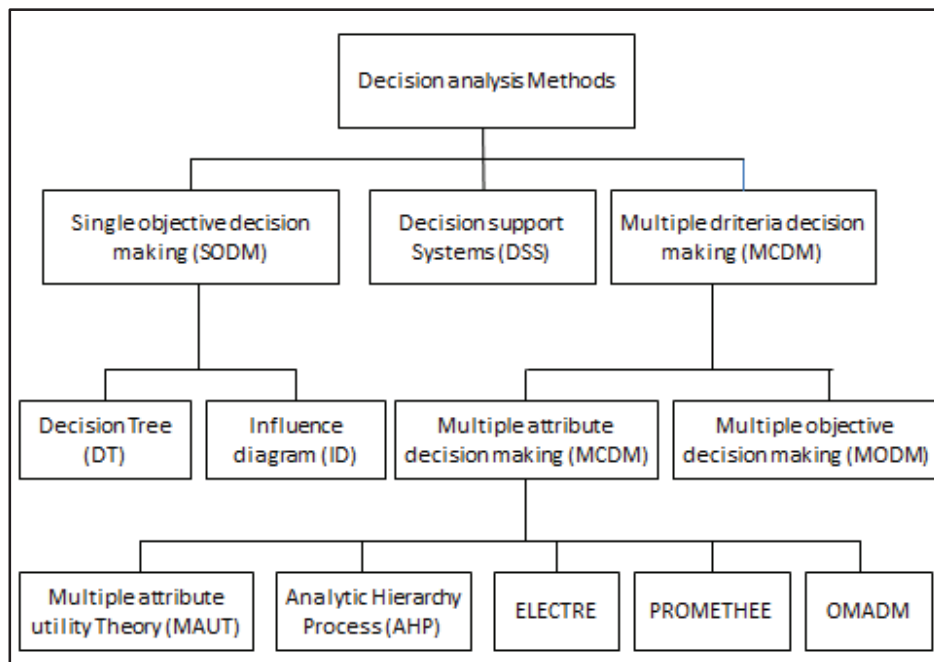 Decision analysis Methods
Single objective decision
making (SODM)
Decision support
Systems (DSS)
Multiple driteria decision
making (MCDM)
Decision Tree
(DT)
Influence
diagram (ID)
Multiple attribute
decision making (MCDM)
Multiple objective
decision making (MODM)
Multiple attribute
utility Theory (MAUT)
Analytic Hierarchy
Process (AHP)
ELECTRE
PROMETHEE
OMADM